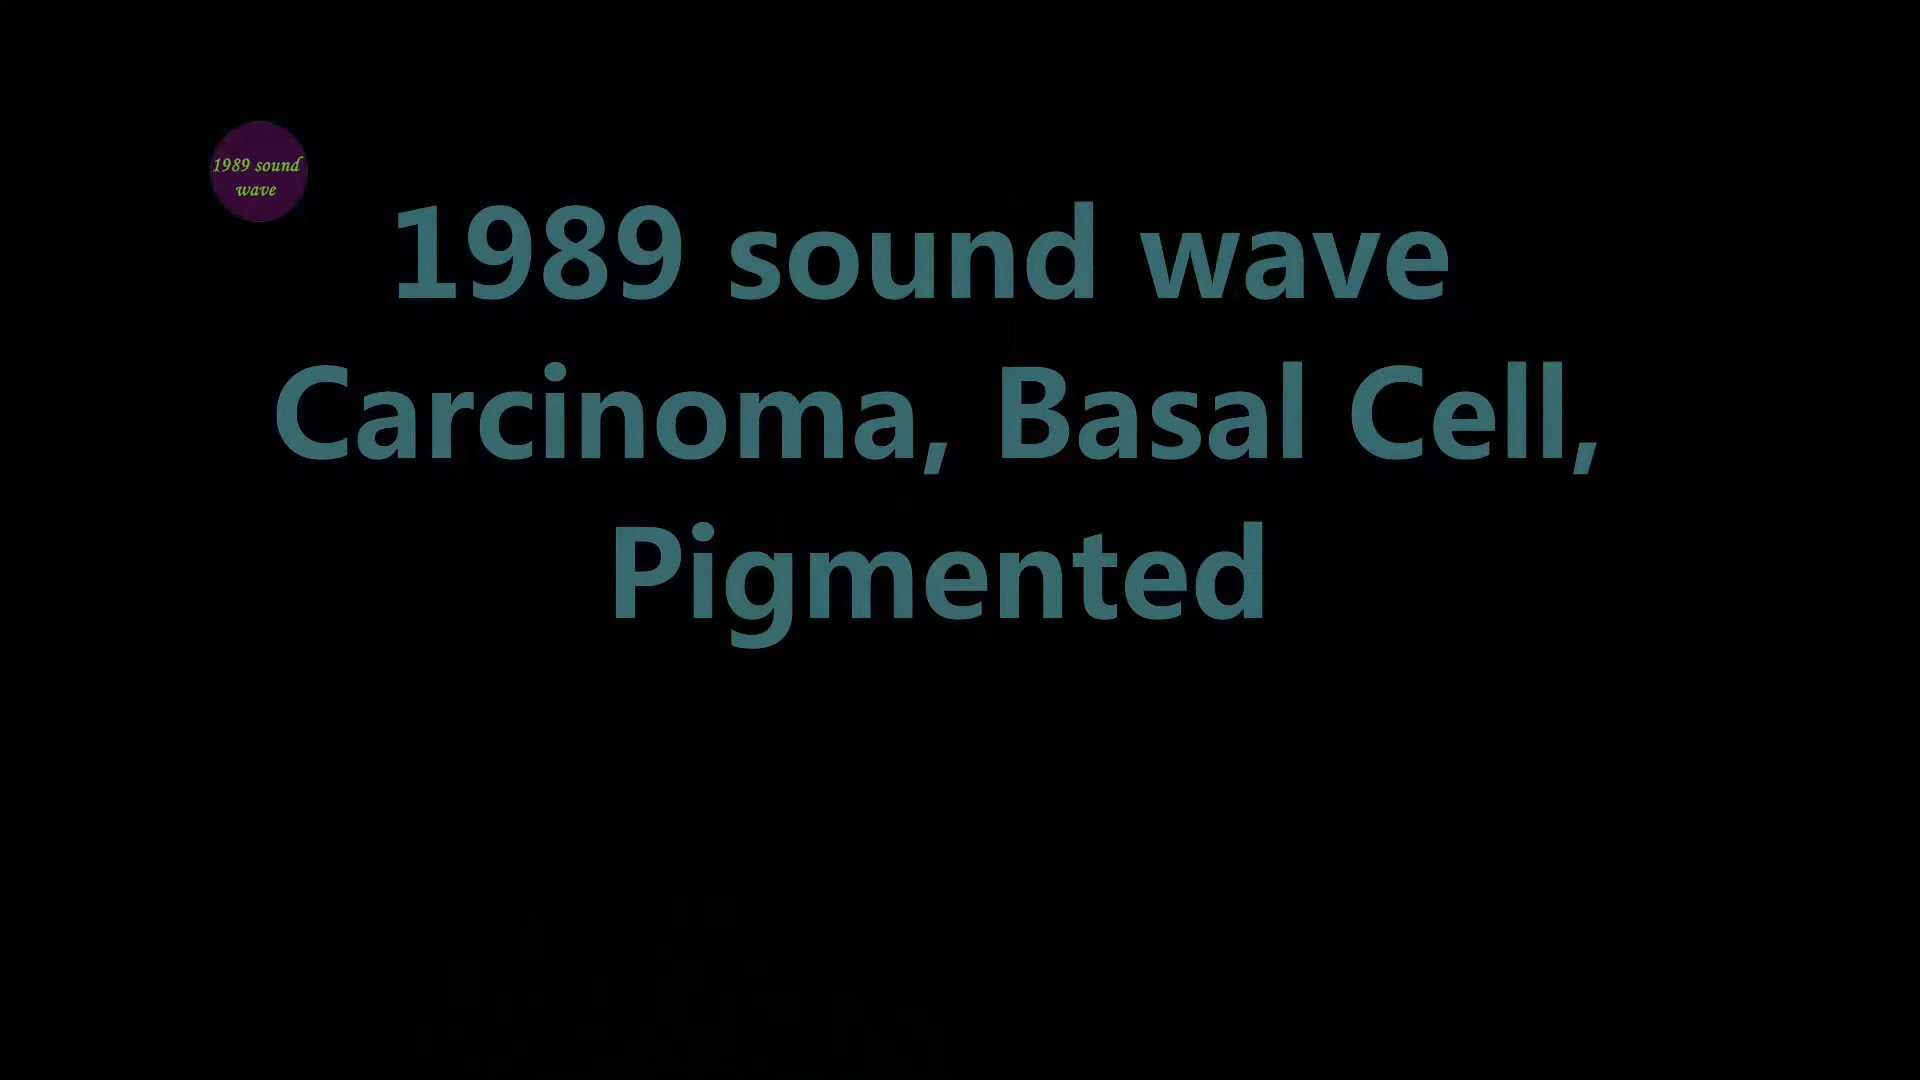 1989 sound
wave
1989 sound wave
Carcinoma, Basal Cell,
Pigmented